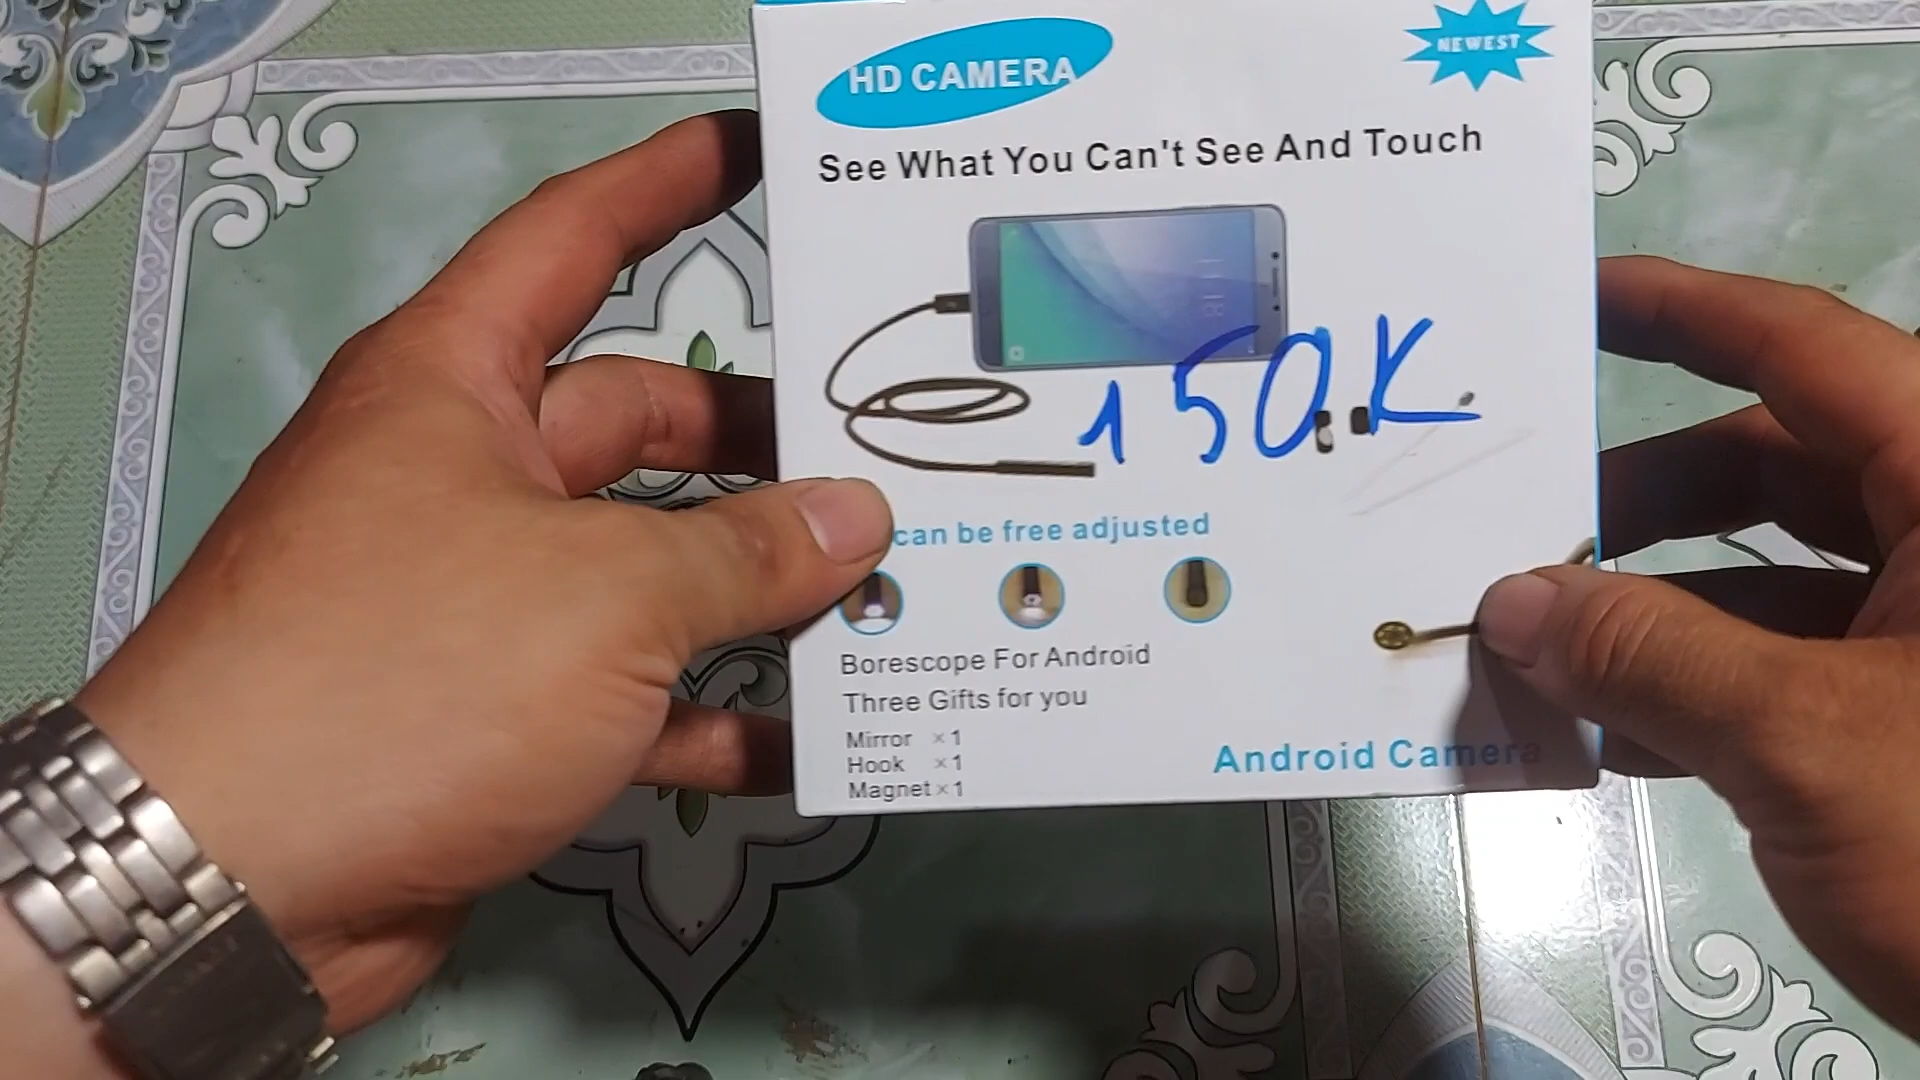 HD CAMERA
NEWEST
See What You Can't See And Touch
150.K
can be free adjusted
Borescope For Android
Three Gifts for you
Mirror ×1
Hook ×1
Magnet×1
Android Camera